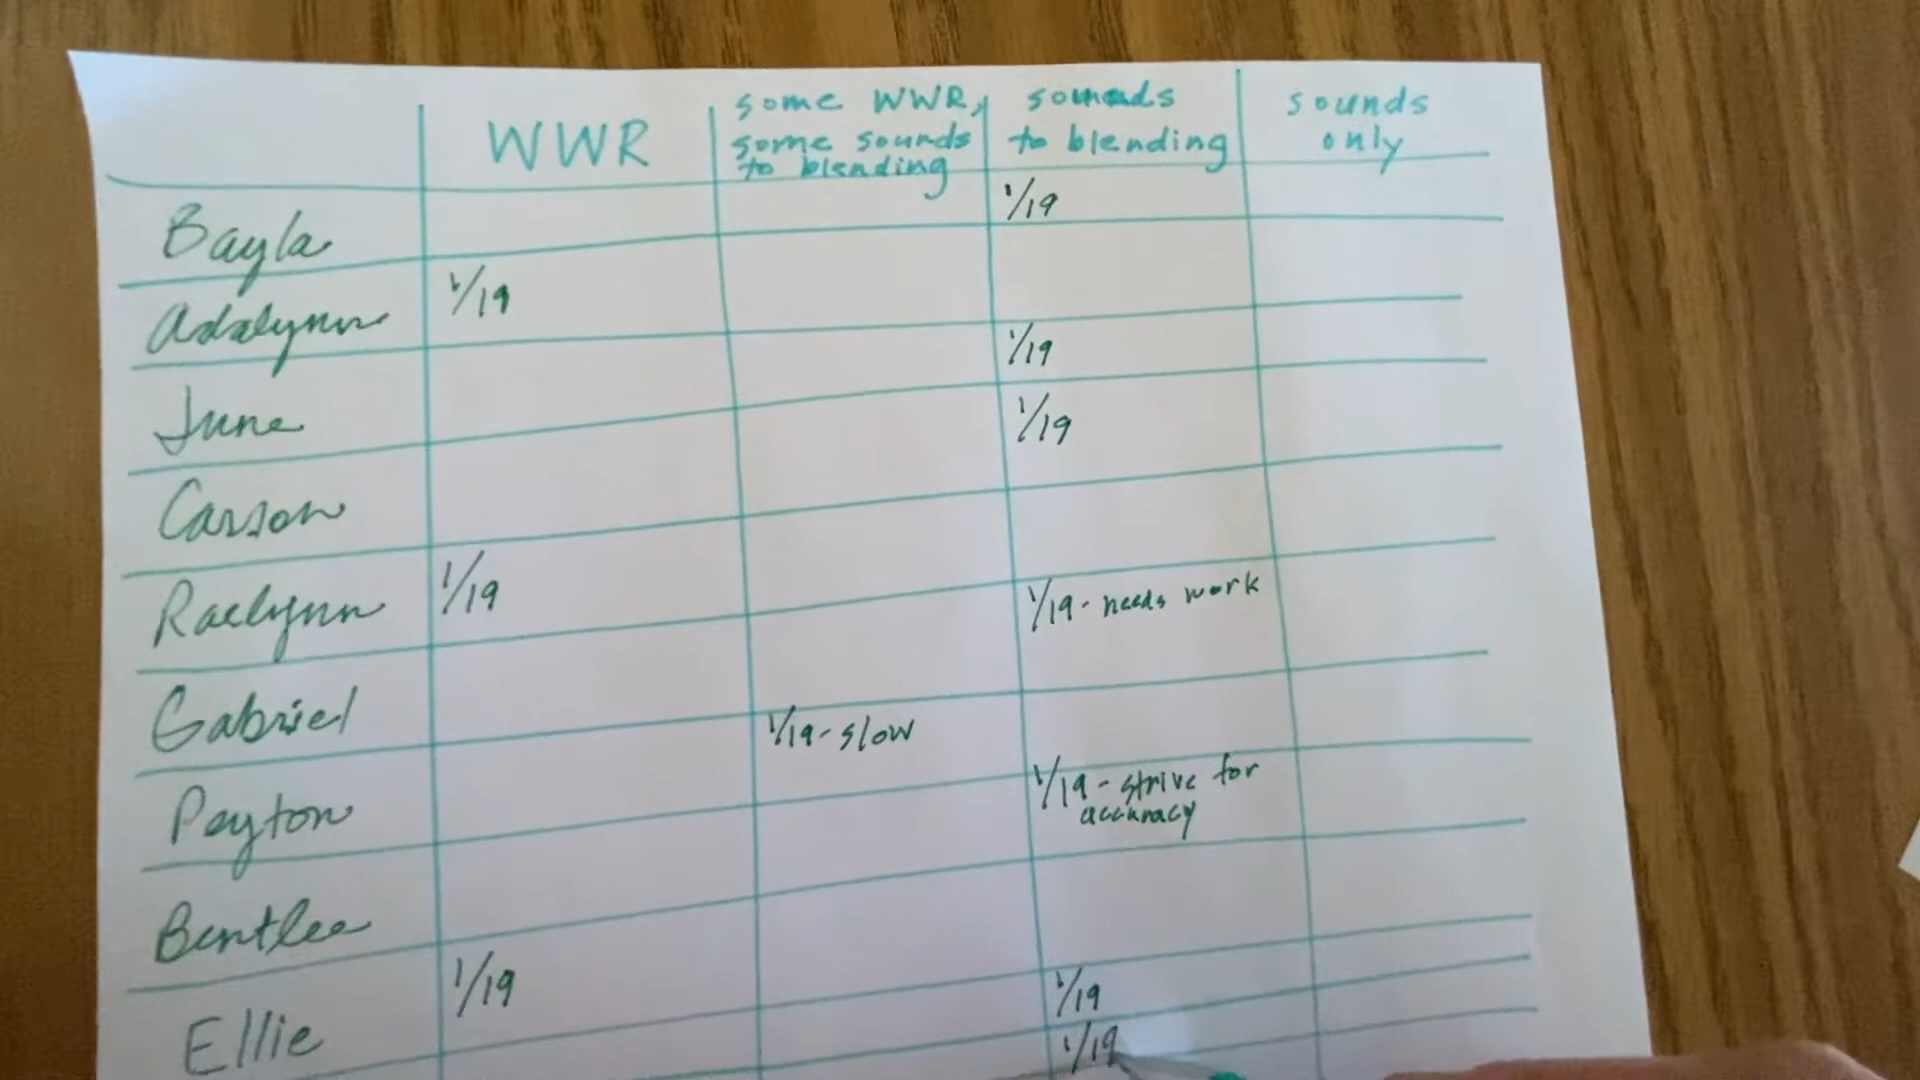 WWR
some WWR,
some sounds
to blending
sounds
to blending
sounds
only
Bayla
1/19
Adalynn
1/19
June
1/19
Carson
1/19
Raelynn
1/19
Gabriel
1/19 - needs work
Peyton
1/19 - slow
Bentlee
1/19 - strive for
accuracy
Ellie
1/19
1/19
1/19